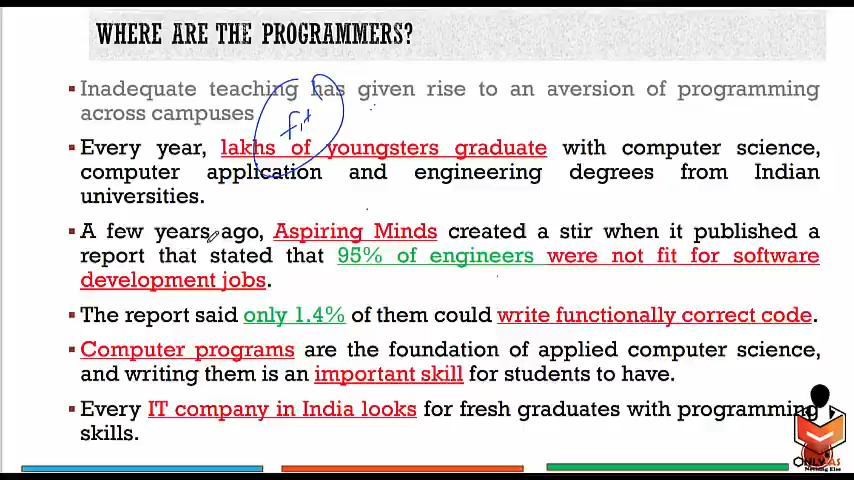 WHERE ARE THE PROGRAMMERS?
▪ Inadequate teaching has given rise to an aversion of programming
across campuses
fit
▪ Every year, lakhs of youngsters graduate with computer science,
computer application and engineering degrees from Indian
universities.
▪ A few years ago, Aspiring Minds created a stir when it published a
report that stated that 95% of engineers were not fit for software
development jobs.
▪ The report said only 1.4% of them could write functionally correct code.
▪ Computer programs are the foundation of applied computer science,
and writing them is an important skill for students to have.
▪ Every IT company in India looks for fresh graduates with programming
skills.
ONLYIAS
Nothing Else